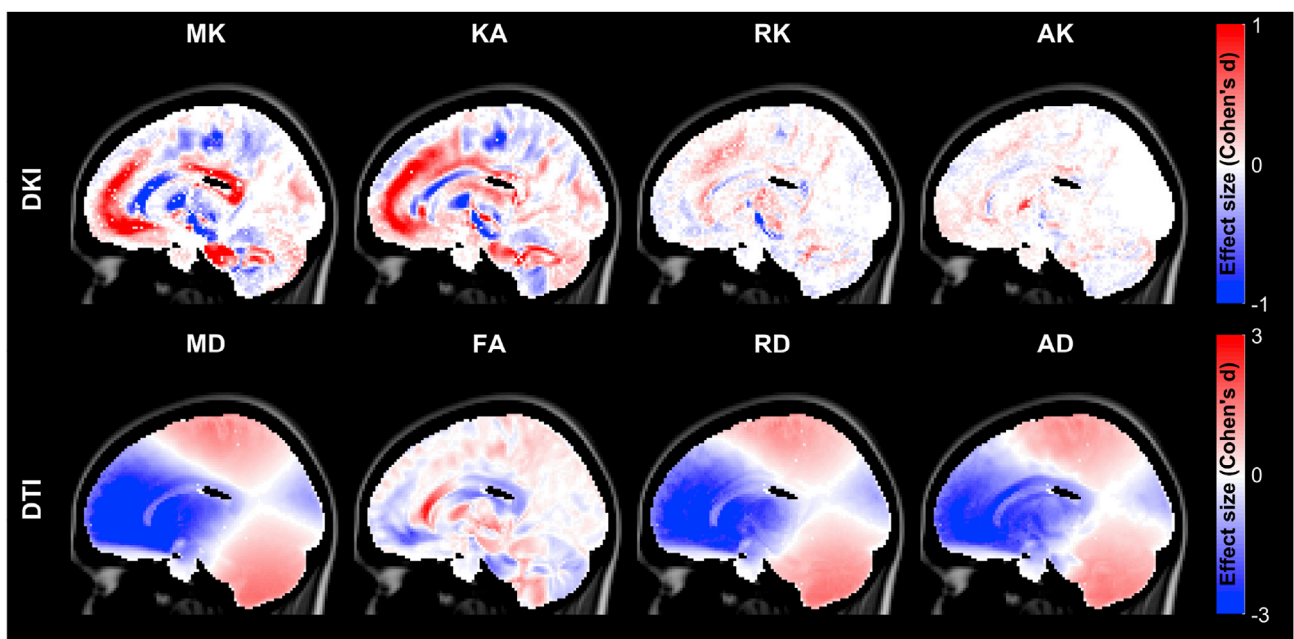 MK KA RK AK
DKI
1
Effect size (Cohen's d)
0
-1
MD FA RD AD
DTI
3
Effect size (Cohen's d)
0
-3